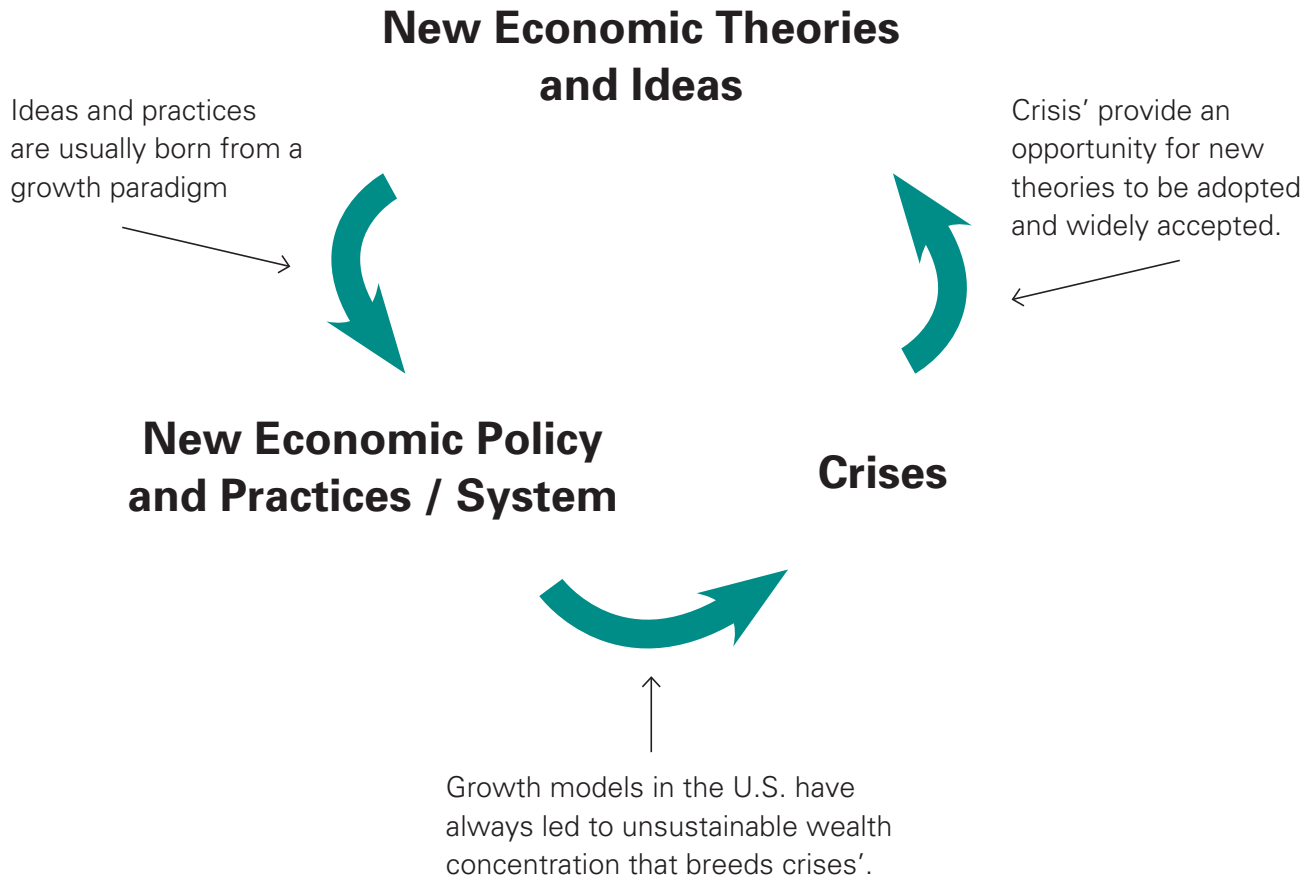 New Economic Theories
and Ideas
Ideas and practices
are usually born from a
growth paradigm
Crisis’ provide an
opportunity for new
theories to be adopted
and widely accepted.
New Economic Policy
and Practices / System
Crises
Growth models in the U.S. have
always led to unsustainable wealth
concentration that breeds crises’.